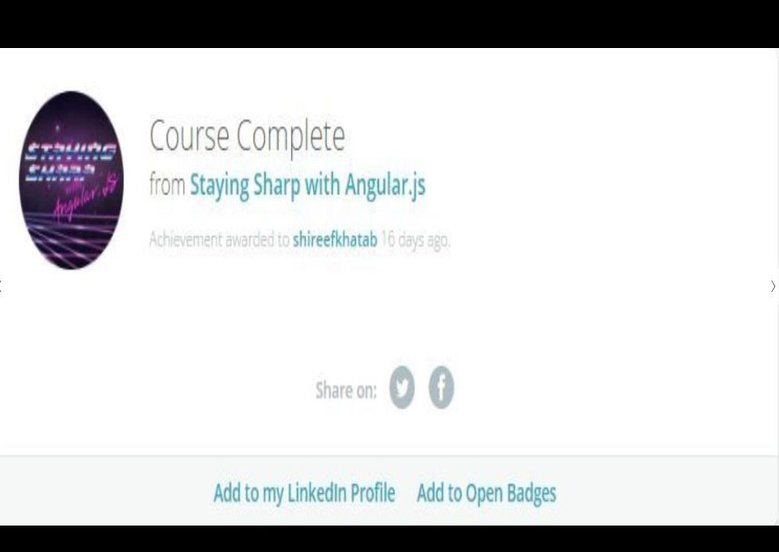 STAYING
SHARP
with
Angular.JS
Course Complete
from Staying Sharp with Angular.js
Achievement awarded to shireefkhatab 16 days ago.
Share on:
Add to my LinkedIn Profile Add to Open Badges